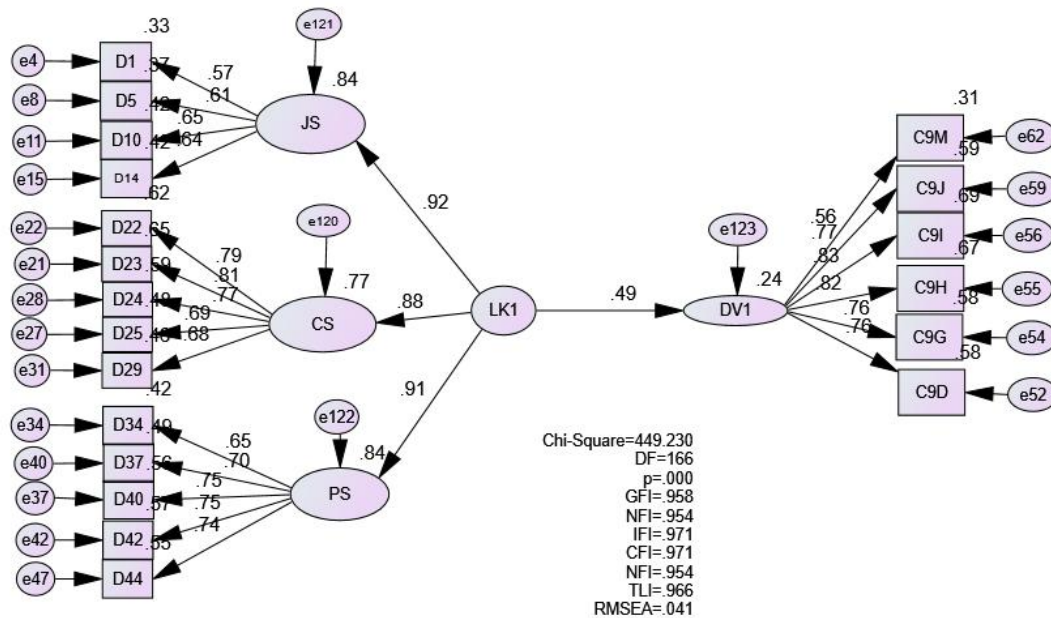 .33
e121
e4
D1
.37
.57
.84
e8
D5
.61
.42
JS
.65
e11
D10
.42
.64
e15
D14
.62
.92
e22
D22
.65
e120
e21
D23
.59
.79
.81
.77
e28
D24
.48
.77
.69
CS
.88
LK1
e27
D25
.46
.68
e31
D29
.42
.91
e34
D34
.49
e122
.65
.84
e40
D37
.56
.70
.75
PS
e37
D40
.57
.75
e42
D42
.55
.74
e47
D44
.49
e123
.24
DV1
.31
C9M
e62
.59
.56
C9J
e59
.69
.77
C9I
e56
.67
.83
.82
C9H
e55
.58
.76
C9G
e54
.58
.76
C9D
e52
Chi-Square=449.230
DF=166
p=.000
GFI=.958
NFI=.954
IFI=.971
CFI=.971
NFI=.954
TLI=.966
RMSEA=.041